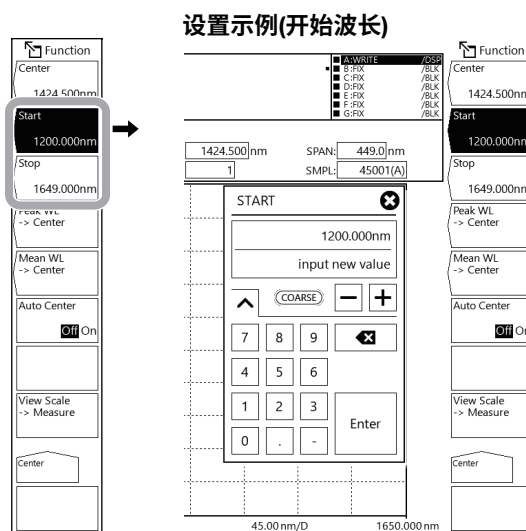 设置示例(开始波长)
Function
Center
1424.500nm
Start
1200.000nm
Stop
1649.000nm
Peak WL
-> Center
Mean WL
-> Center
Auto Center
Off On
View Scale
-> Measure
Center
A:WRITE /DSP
B:FIX /BLK
C:FIX /BLK
D:FIX /BLK
E:FIX /BLK
F:FIX /BLK
G:FIX /BLK
1424.500 nm SPAN: 449.0 nm
1 SMPL: 45001(A)
START
1200.000nm
input new value
COARSE
7 8 9
4 5 6
1 2 3
Enter
0 . -
45.00 nm/D 1650.000 nm
Function
Center
1424.500nm
Start
1200.000nm
Stop
1649.000nm
Peak WL
-> Center
Mean WL
-> Center
Auto Center
Off On
View Scale
-> Measure
Center